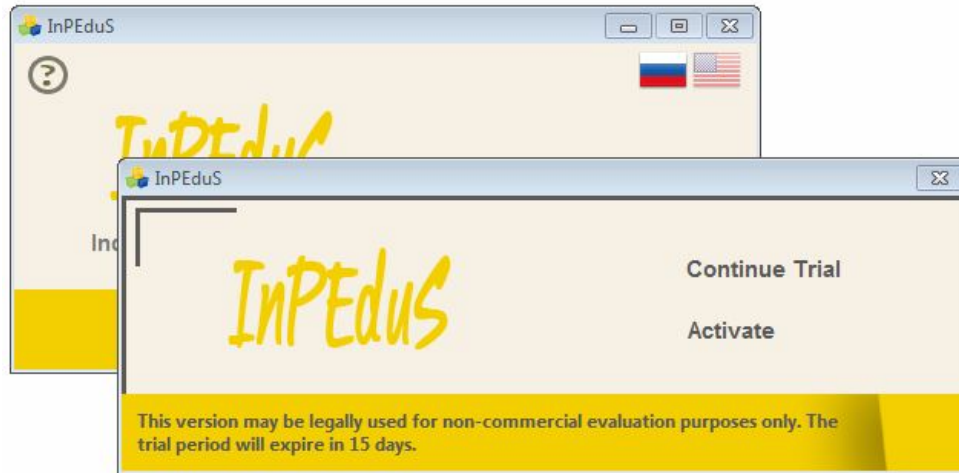 InPEduS
InPEduS
InPEduS
InPEduS
Continue Trial
Activate
This version may be legally used for non-commercial evaluation purposes only. The
trial period will expire in 15 days.